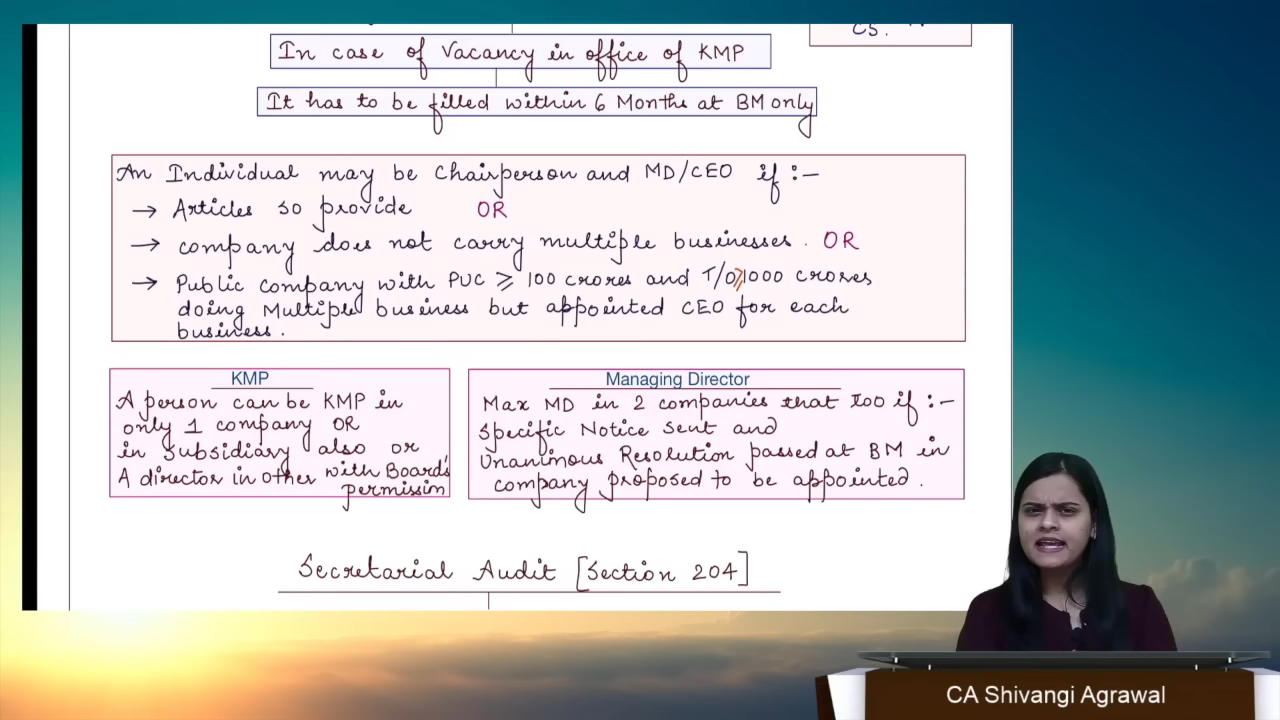 CS.
In case of Vacancy in office of KMP
It has to be filled within 6 Months at BM only
An Individual may be Chairperson and MD/CEO if :-
→ Articles so provide OR
→ company does not carry multiple businesses. OR
→ Public company with PUC ≥ 100 crores and T/O ≥ 1000 crores
doing Multiple business but appointed CEO for each
business.
KMP
A person can be KMP in
only 1 company OR
in subsidiary also or
A director in other with Board's
permission
Managing Director
Max MD in 2 companies that too if :-
Specific Notice sent and
Unanimous Resolution passed at BM in
company proposed to be appointed.
Secretarial Audit [Section 204]
CA Shivangi Agrawal